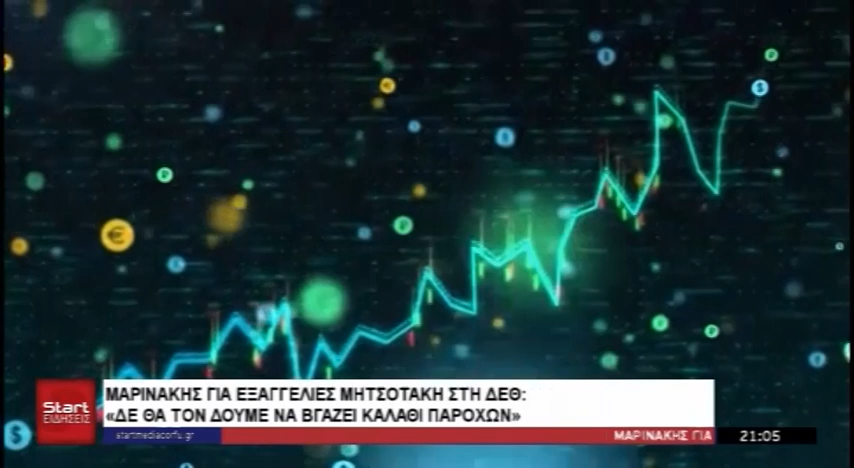 ΜΑΡΙΝΑΚΗΣ ΓΙΑ ΕΞΑΓΓΕΛΙΕΣ ΜΗΤΣΟΤΑΚΗ ΣΤΗ ΔΕΘ:
«ΔΕ ΘΑ ΤΟΝ ΔΟΥΜΕ ΝΑ ΒΓΑΖΕΙ ΚΑΛΑΘΙ ΠΑΡΟΧΩΝ»
Start
ΕΙΔΗΣΕΙΣ
startmediacorfu.gr
ΜΑΡΙΝΑΚΗΣ ΓΙΑ
21:05